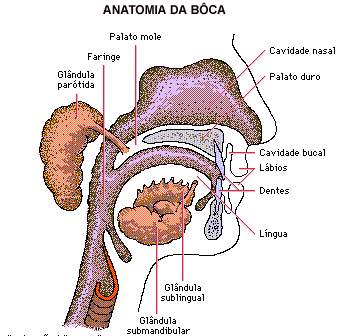 ANATOMIA DA BÔCA
Palato mole
Cavidade nasal
Faringe
Glândula
parótida
Palato duro
Cavidade bucal
Lábios
Dentes
Língua
Glândula
sublingual
Glândula
submandibular